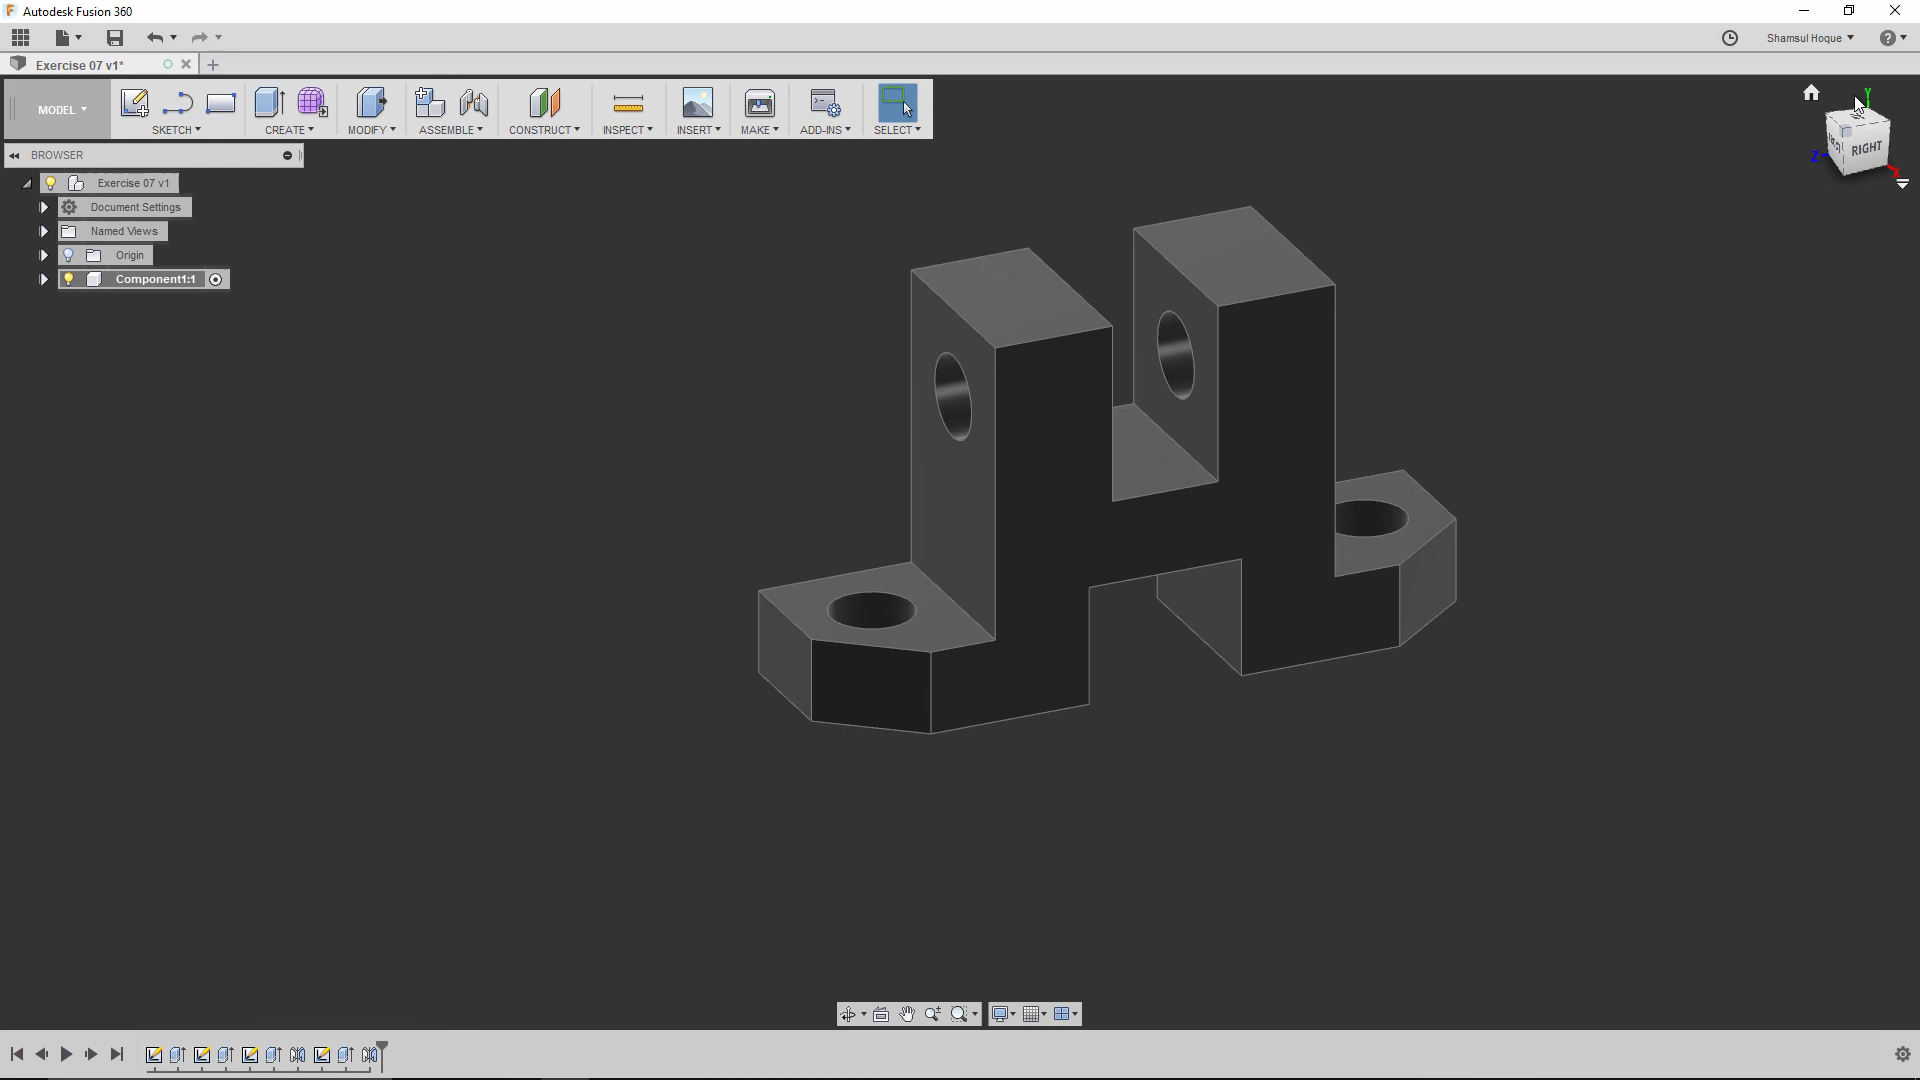 Autodesk Fusion 360
Shamsul Hoque
Exercise 07 v1*
MODEL
SKETCH
CREATE
MODIFY
ASSEMBLE
CONSTRUCT
INSPECT
INSERT
MAKE
ADD-INS
SELECT
BROWSER
Exercise 07 v1
Document Settings
Named Views
Origin
Component1:1
Y
RIGHT
Z
X